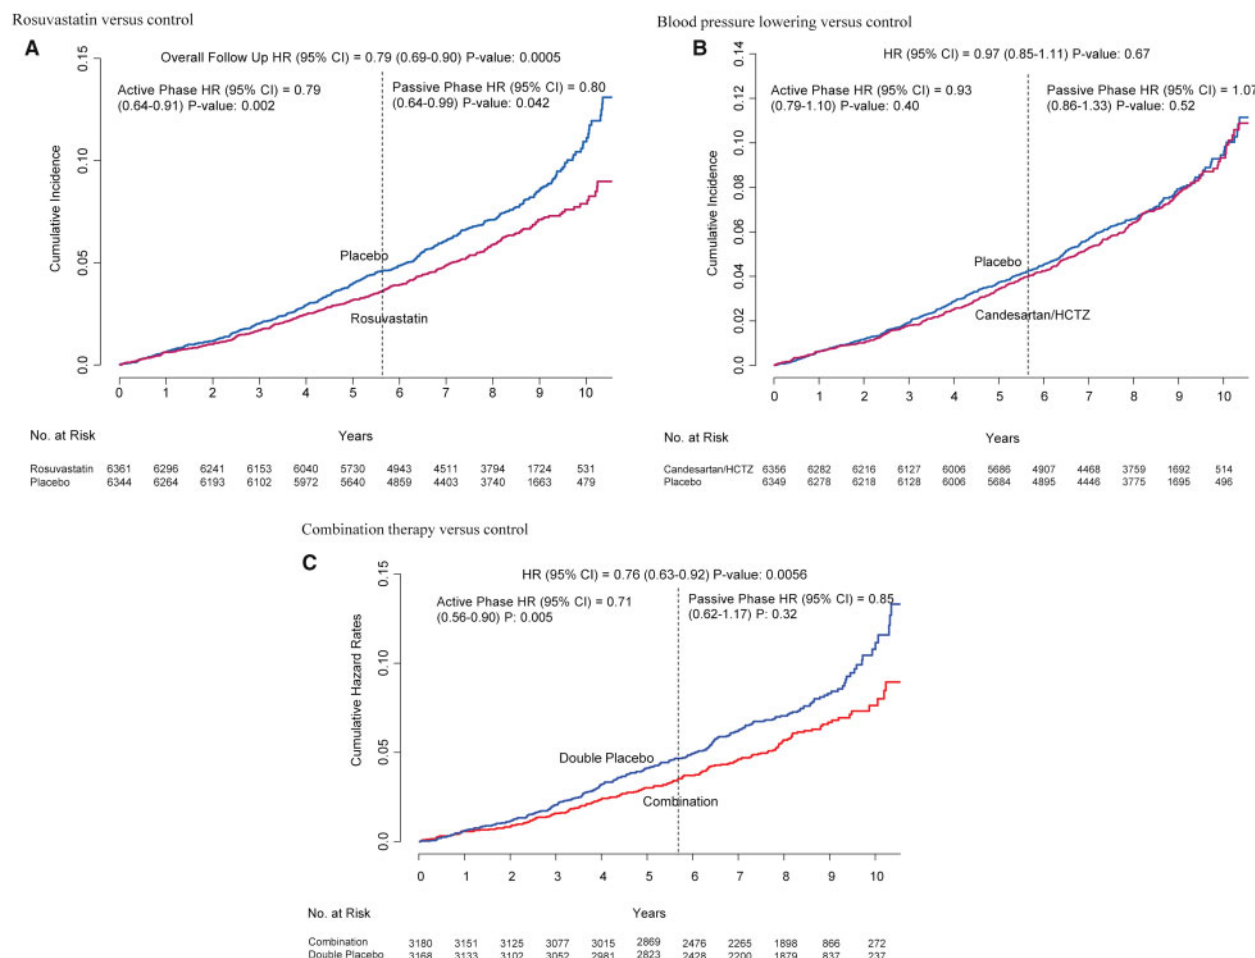 Rosuvastatin versus control
A
Overall Follow Up HR (95% CI) = 0.79 (0.69-0.90) P-value: 0.0005
Active Phase HR (95% CI) = 0.79
(0.64-0.91) P-value: 0.002
Passive Phase HR (95% CI) = 0.80
(0.64-0.99) P-value: 0.042
Cumulative Incidence
0.0
0.05
0.10
0.15
Placebo
Rosuvastatin
0 1 2 3 4 5 6 7 8 9 10
No. at Risk
Years
Rosuvastatin 6361 6296 6241 6153 6040 5730 4943 4511 3794 1724 531
Placebo 6344 6264 6193 6102 5972 5640 4859 4403 3740 1663 479
Blood pressure lowering versus control
B
HR (95% CI) = 0.97 (0.85-1.11) P-value: 0.67
Active Phase HR (95% CI) = 0.93
(0.79-1.10) P-value: 0.40
Passive Phase HR (95% CI) = 1.07
(0.86-1.33) P-value: 0.52
Cumulative Incidence
0.0
0.02
0.04
0.06
0.08
0.10
0.12
0.14
Placebo
Candesartan/HCTZ
0 1 2 3 4 5 6 7 8 9 10
No. at Risk
Years
Candesartan/HCTZ 6356 6282 6216 6127 6006 5686 4907 4468 3759 1692 514
Placebo 6349 6278 6218 6128 6006 5684 4895 4446 3775 1695 496
Combination therapy versus control
C
HR (95% CI) = 0.76 (0.63-0.92) P-value: 0.0056
Active Phase HR (95% CI) = 0.71
(0.56-0.90) P: 0.005
Passive Phase HR (95% CI) = 0.85
(0.62-1.17) P: 0.32
Cumulative Hazard Rates
0.0
0.05
0.10
0.15
Double Placebo
Combination
0 1 2 3 4 5 6 7 8 9 10
No. at Risk
Years
Combination 3180 3151 3125 3077 3015 2869 2476 2265 1898 866 272
Double Placebo 3168 3133 3102 3052 2981 2823 2428 2200 1879 837 237